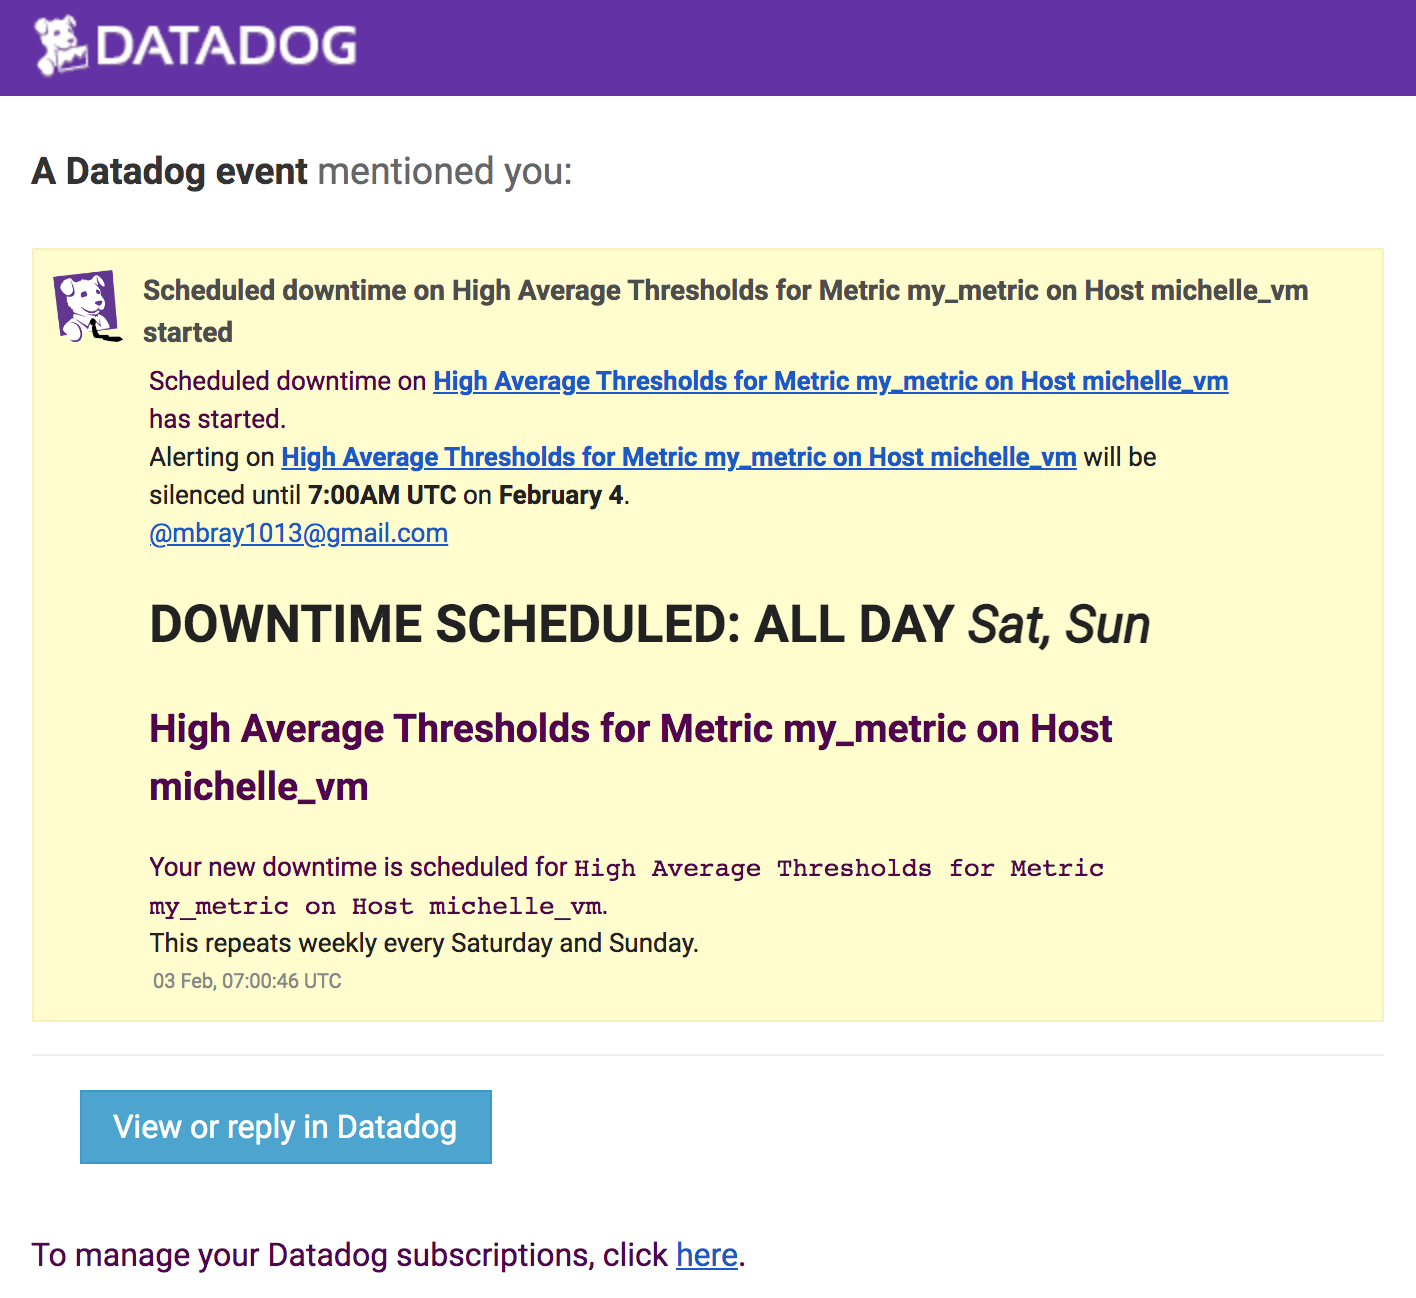 DATADOG
A Datadog event mentioned you:
Scheduled downtime on High Average Thresholds for Metric my_metric on Host michelle_vm
started
Scheduled downtime on High Average Thresholds for Metric my_metric on Host michelle_vm
has started.
Alerting on High Average Thresholds for Metric my_metric on Host michelle_vm will be
silenced until 7:00AM UTC on February 4.
@mbray1013@gmail.com
DOWNTIME SCHEDULED: ALL DAY Sat, Sun
High Average Thresholds for Metric my_metric on Host
michelle_vm
Your new downtime is scheduled for High Average Thresholds for Metric
my_metric on Host michelle_vm.
This repeats weekly every Saturday and Sunday.
03 Feb, 07:00:46 UTC
View or reply in Datadog
To manage your Datadog subscriptions, click here.